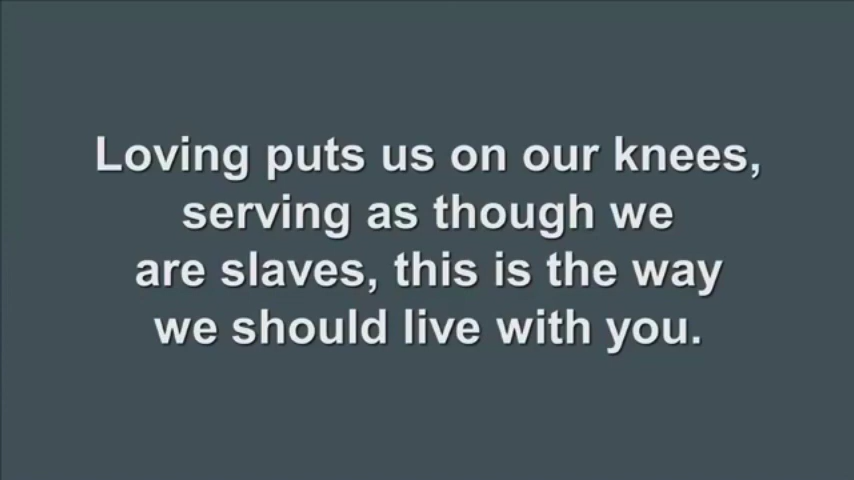 Loving puts us on our knees,
serving as though we
are slaves, this is the way
we should live with you.